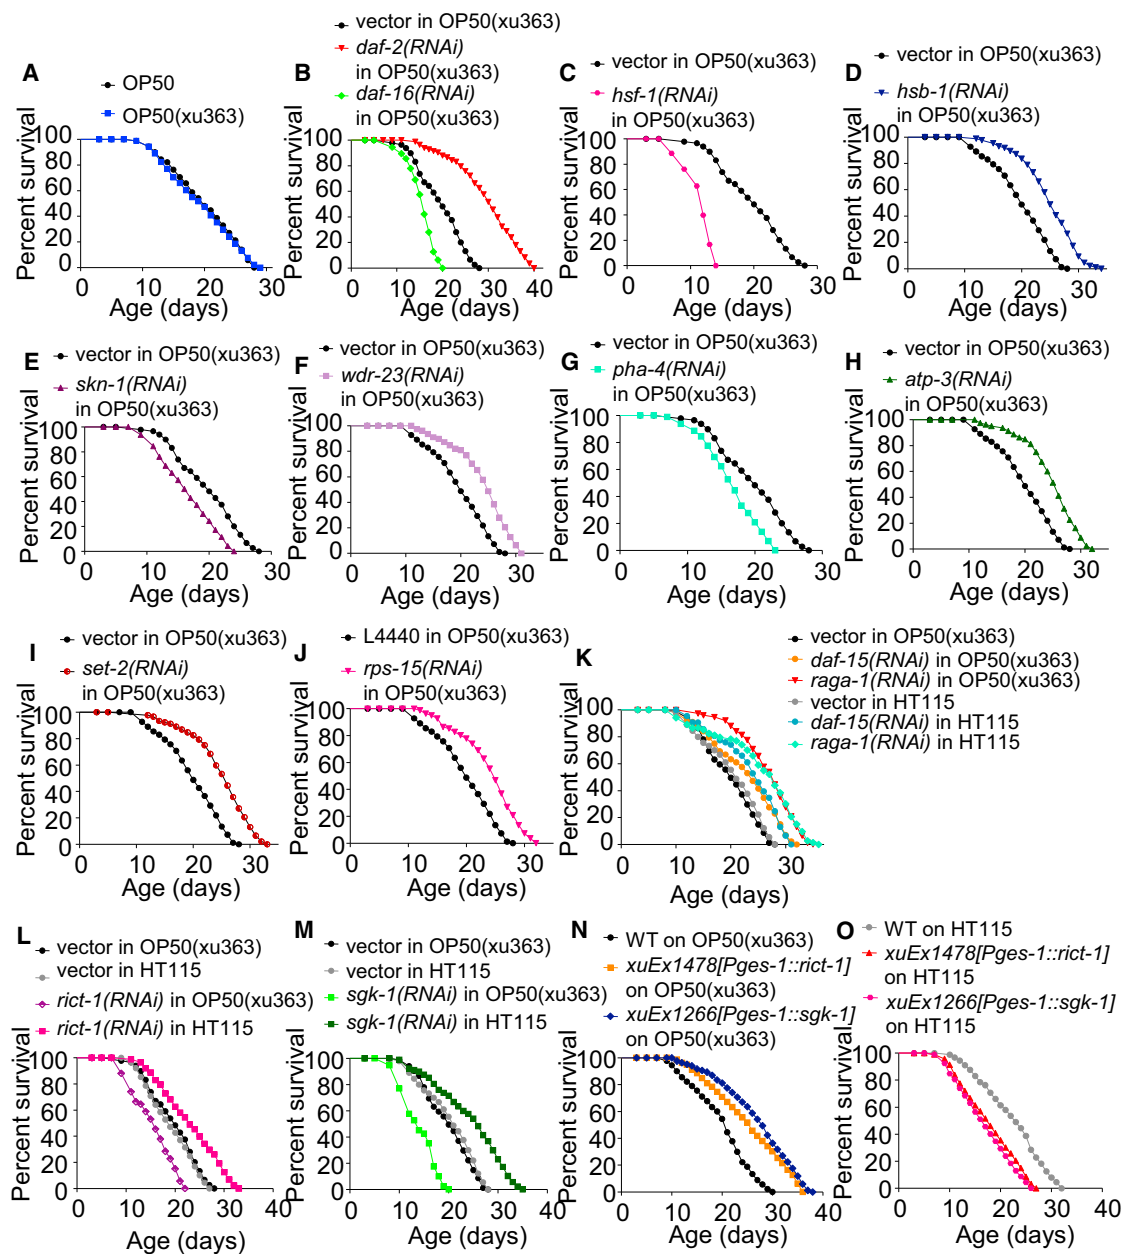 A
OP50
OP50(xu363)
Percent survival
100
80
60
40
20
0
0 10 20 30
Age (days)
B
vector in OP50(xu363)
daf-2(RNAi)
in OP50(xu363)
daf-16(RNAi)
in OP50(xu363)
Percent survival
100
80
60
40
20
0
0 10 20 30 40
Age (days)
C
vector in OP50(xu363)
hsf-1(RNAi)
in OP50(xu363)
Percent survival
100
80
60
40
20
0
0 10 20 30
Age (days)
D
vector in OP50(xu363)
hsb-1(RNAi)
in OP50(xu363)
Percent survival
100
80
60
40
20
0
0 10 20 30
Age (days)
E
vector in OP50(xu363)
skn-1(RNAi)
in OP50(xu363)
Percent survival
100
80
60
40
20
0
0 10 20 30
Age (days)
F
vector in OP50(xu363)
wdr-23(RNAi)
in OP50(xu363)
Percent survival
100
80
60
40
20
0
0 10 20 30
Age (days)
G
vector in OP50(xu363)
pha-4(RNAi)
in OP50(xu363)
Percent survival
100
80
60
40
20
0
0 10 20 30
Age (days)
H
vector in OP50(xu363)
atp-3(RNAi)
in OP50(xu363)
Percent survival
100
80
60
40
20
0
0 10 20 30
Age (days)
I
vector in OP50(xu363)
set-2(RNAi)
in OP50(xu363)
Percent survival
100
80
60
40
20
0
0 10 20 30
Age (days)
J
L4440 in OP50(xu363)
rps-15(RNAi)
in OP50(xu363)
Percent survival
100
80
60
40
20
0
0 10 20 30
Age (days)
K
vector in OP50(xu363)
daf-15(RNAi) in OP50(xu363)
raga-1(RNAi) in OP50(xu363)
vector in HT115
daf-15(RNAi) in HT115
raga-1(RNAi) in HT115
Percent survival
100
80
60
40
20
0
0 10 20 30
Age (days)
L
vector in OP50(xu363)
vector in HT115
rict-1(RNAi) in OP50(xu363)
rict-1(RNAi) in HT115
Percent survival
100
80
60
40
20
0
0 10 20 30 40
Age (days)
M
vector in OP50(xu363)
vector in HT115
sgk-1(RNAi) in OP50(xu363)
sgk-1(RNAi) in HT115
Percent survival
100
80
60
40
20
0
0 10 20 30 40
Age (days)
N
WT on OP50(xu363)
xuEx1478[Pges-1::rict-1]
on OP50(xu363)
xuEx1266[Pges-1::sgk-1]
on OP50(xu363)
Percent survival
100
80
60
40
20
0
0 10 20 30 40
Age (days)
O
WT on HT115
xuEx1478[Pges-1::rict-1]
on HT115
xuEx1266[Pges-1::sgk-1]
on HT115
Percent survival
100
80
60
40
20
0
0 10 20 30 40
Age (days)